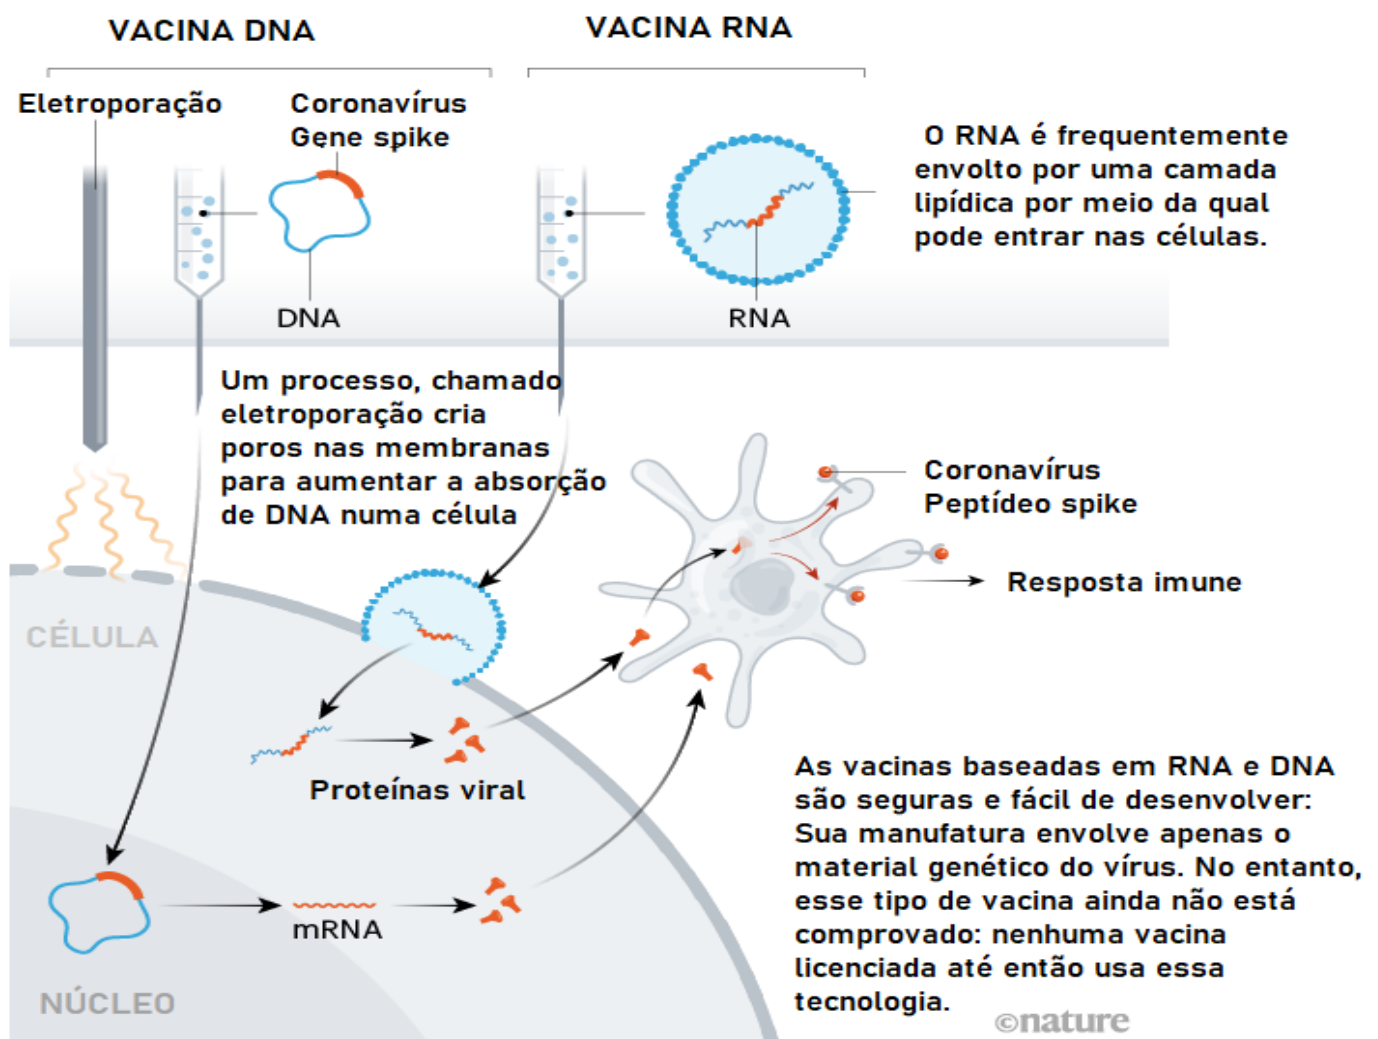 VACINA DNA
VACINA RNA
Eletroporação
Coronavírus
Gene spike
DNA
O RNA é frequentemente
envolto por uma camada
lipídica por meio da qual
pode entrar nas células.
RNA
Um processo, chamado
eletroporação cria
poros nas membranas
para aumentar a absorção
de DNA numa célula
Coronavírus
Peptídeo spike
Resposta imune
CÉLULA
Proteínas viral
mRNA
NÚCLEO
As vacinas baseadas em RNA e DNA
são seguras e fácil de desenvolver:
Sua manufatura envolve apenas o
material genético do vírus. No entanto,
esse tipo de vacina ainda não está
comprovado: nenhuma vacina
licenciada até então usa essa
tecnologia.
©nature